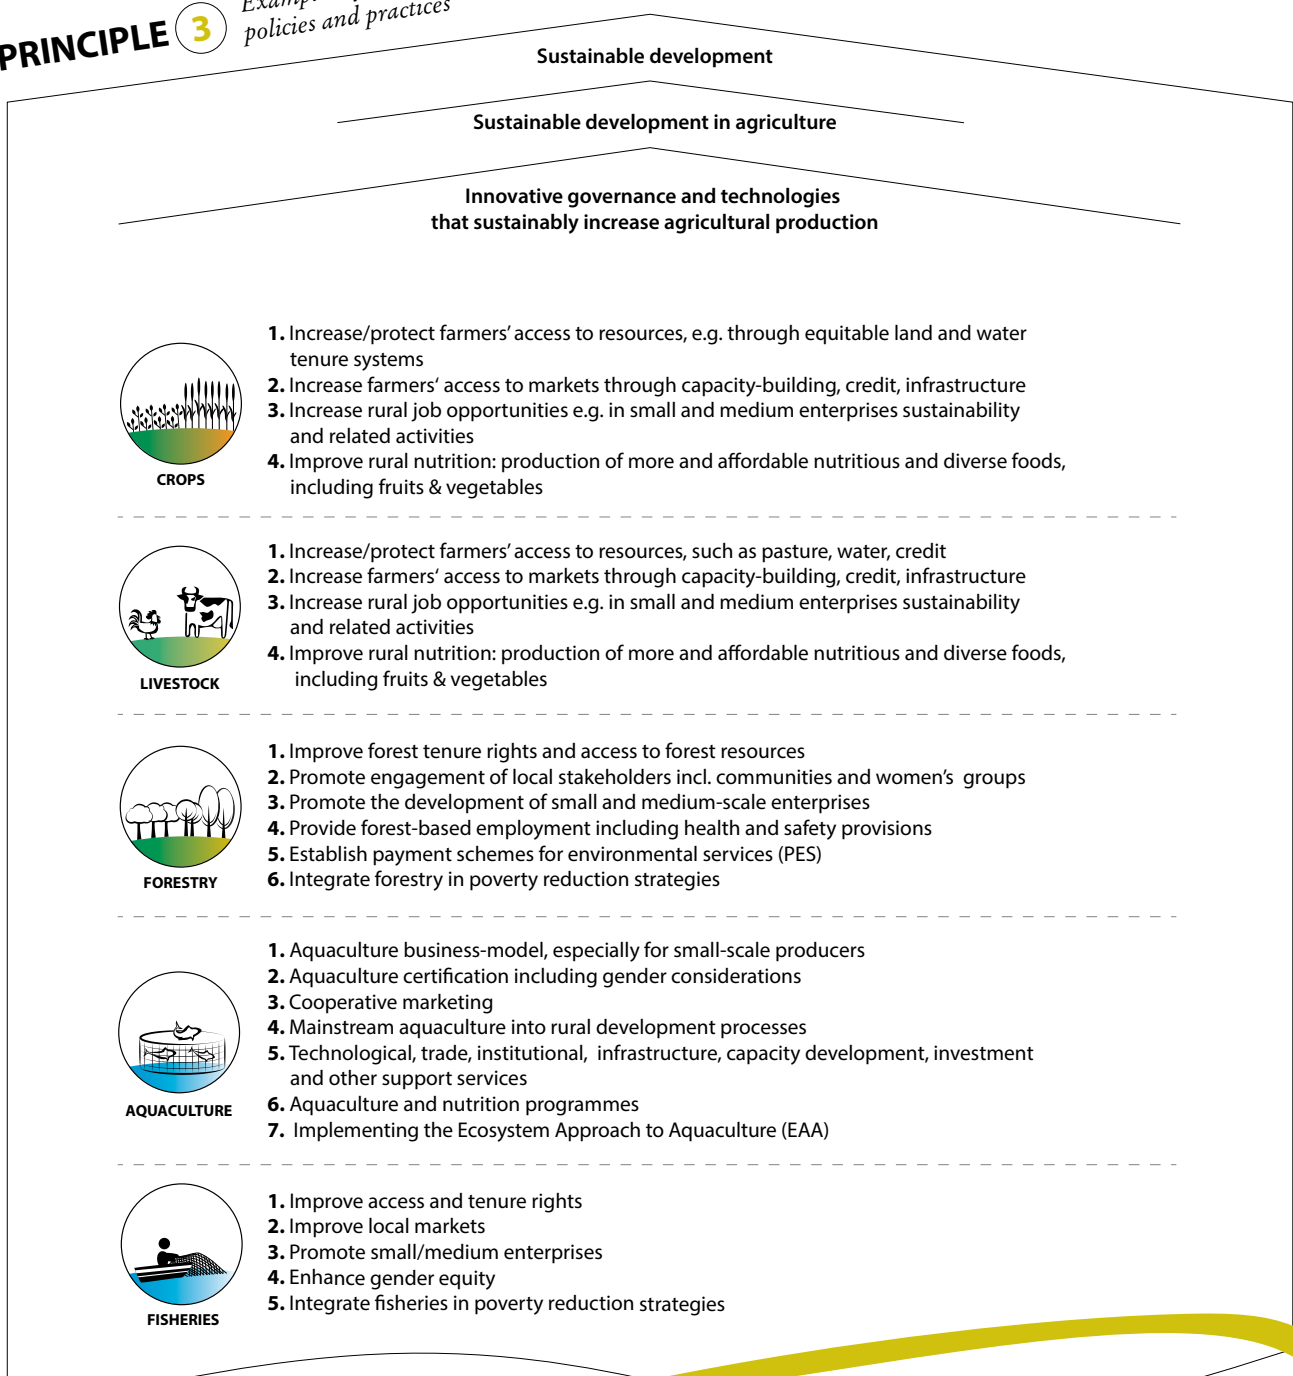 PRINCIPLE 3
policies and practices
Sustainable development
Sustainable development in agriculture
Innovative governance and technologies
that sustainably increase agricultural production
1. Increase/protect farmers’ access to resources, e.g. through equitable land and water
tenure systems
2. Increase farmers‘ access to markets through capacity-building, credit, infrastructure
3. Increase rural job opportunities e.g. in small and medium enterprises sustainability
and related activities
4. Improve rural nutrition: production of more and affordable nutritious and diverse foods,
including fruits & vegetables
CROPS
1. Increase/protect farmers’ access to resources, such as pasture, water, credit
2. Increase farmers‘ access to markets through capacity-building, credit, infrastructure
3. Increase rural job opportunities e.g. in small and medium enterprises sustainability
and related activities
4. Improve rural nutrition: production of more and affordable nutritious and diverse foods,
including fruits & vegetables
LIVESTOCK
1. Improve forest tenure rights and access to forest resources
2. Promote engagement of local stakeholders incl. communities and women’s groups
3. Promote the development of small and medium-scale enterprises
4. Provide forest-based employment including health and safety provisions
5. Establish payment schemes for environmental services (PES)
6. Integrate forestry in poverty reduction strategies
FORESTRY
1. Aquaculture business-model, especially for small-scale producers
2. Aquaculture certification including gender considerations
3. Cooperative marketing
4. Mainstream aquaculture into rural development processes
5. Technological, trade, institutional, infrastructure, capacity development, investment
and other support services
6. Aquaculture and nutrition programmes
7. Implementing the Ecosystem Approach to Aquaculture (EAA)
AQUACULTURE
1. Improve access and tenure rights
2. Improve local markets
3. Promote small/medium enterprises
4. Enhance gender equity
5. Integrate fisheries in poverty reduction strategies
FISHERIES